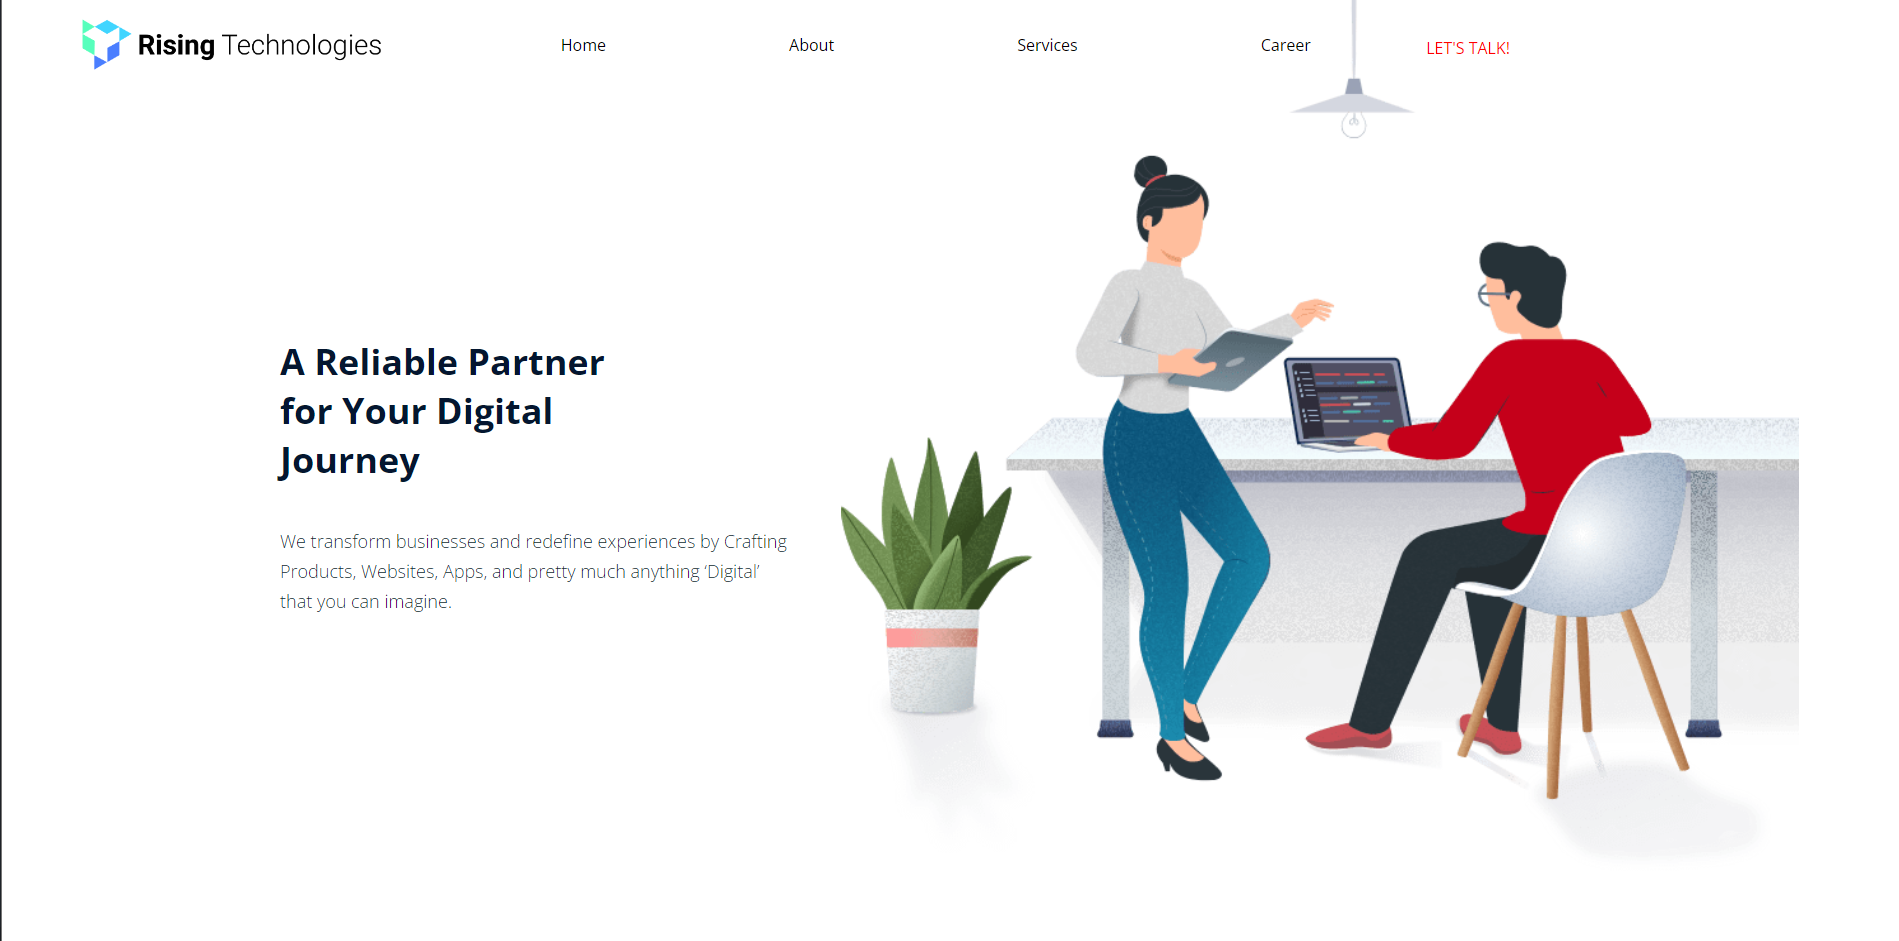 Rising Technologies
Home
About
Services
Career
LET'S TALK!
A Reliable Partner
for Your Digital
Journey
We transform businesses and redefine experiences by Crafting
Products, Websites, Apps, and pretty much anything ‘Digital’
that you can imagine.